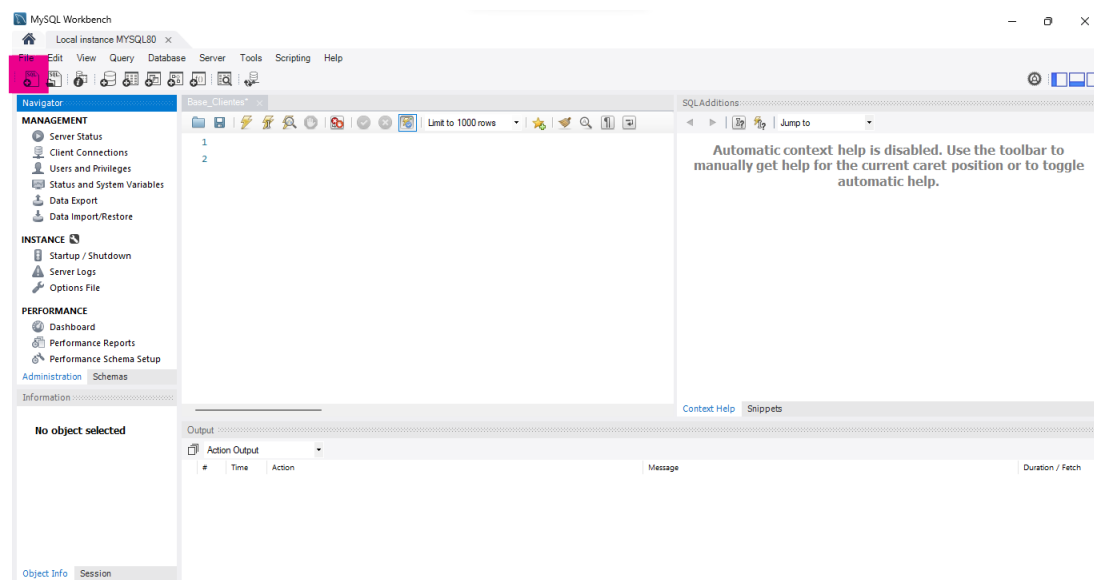 MySQL Workbench
Local instance MYSQL80
File Edit View Query Database Server Tools Scripting Help
Navigator
MANAGEMENT
Server Status
Client Connections
Users and Privileges
Status and System Variables
Data Export
Data Import/Restore
INSTANCE
Startup / Shutdown
Server Logs
Options File
PERFORMANCE
Dashboard
Performance Reports
Performance Schema Setup
Administration Schemas
Information
No object selected
Object Info Session
Base_Clientes*
Limit to 1000 rows
1
2
SQLAdditions
Jump to
Automatic context help is disabled. Use the toolbar to
manually get help for the current caret position or to toggle
automatic help.
Context Help Snippets
Output
Action Output
# Time Action Message Duration / Fetch